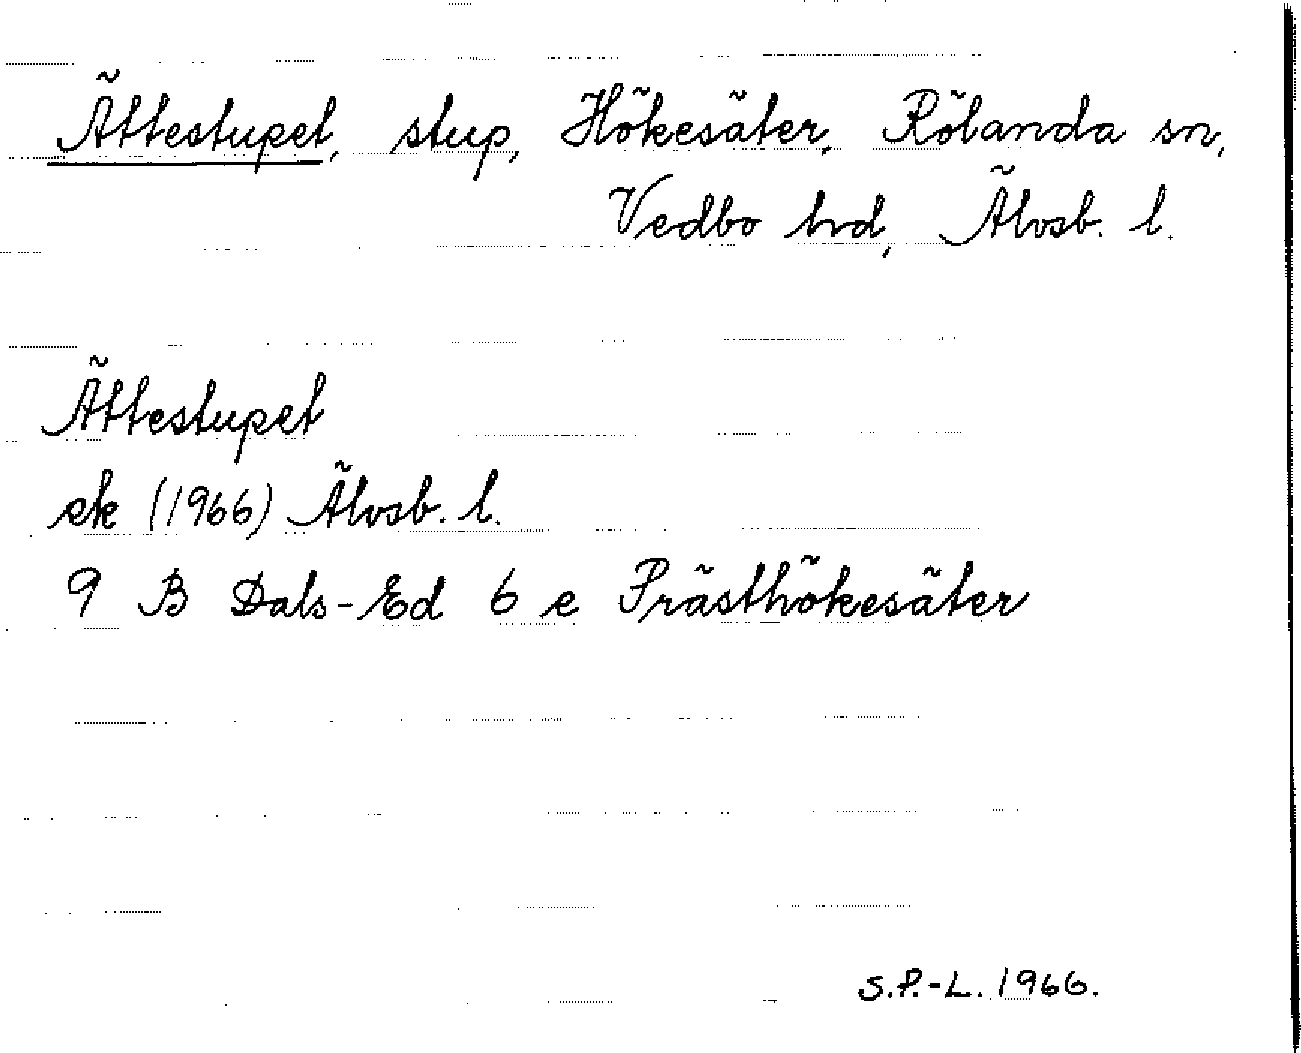 Ättestupet, stup, Hökesäter, Rölanda sn,
Vedbo hd, Älvsb. l.
Ättestupet
ek (1966) Älvsb. l.
9 B Dals-Ed 6 e Prästhökesäter
S.P.-L. 1966.